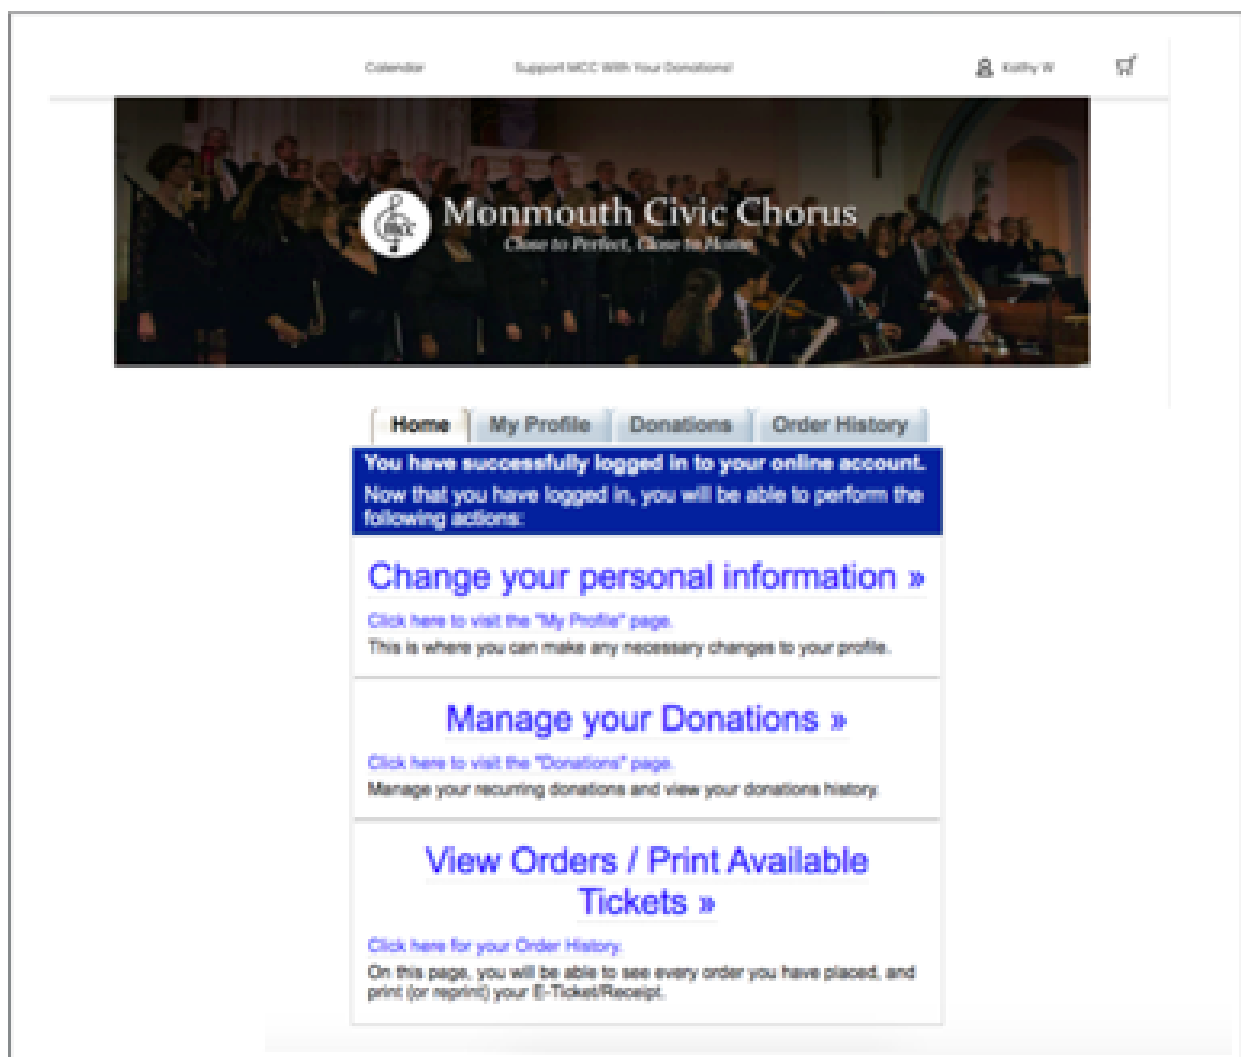 Calendar
Support MCC With Your Donations!
Kathy W
mcc
Monmouth Civic Chorus
Close to Perfect, Close to Home
Home
My Profile
Donations
Order History
You have successfully logged in to your online account.
Now that you have logged in, you will be able to perform the
following actions:
Change your personal information »
Click here to visit the "My Profile" page.
This is where you can make any necessary changes to your profile.
Manage your Donations »
Click here to visit the "Donations" page.
Manage your recurring donations and view your donations history.
View Orders / Print Available
Tickets »
Click here for your Order History.
On this page, you will be able to see every order you have placed, and
print (or reprint) your E-Ticket/Receipt.